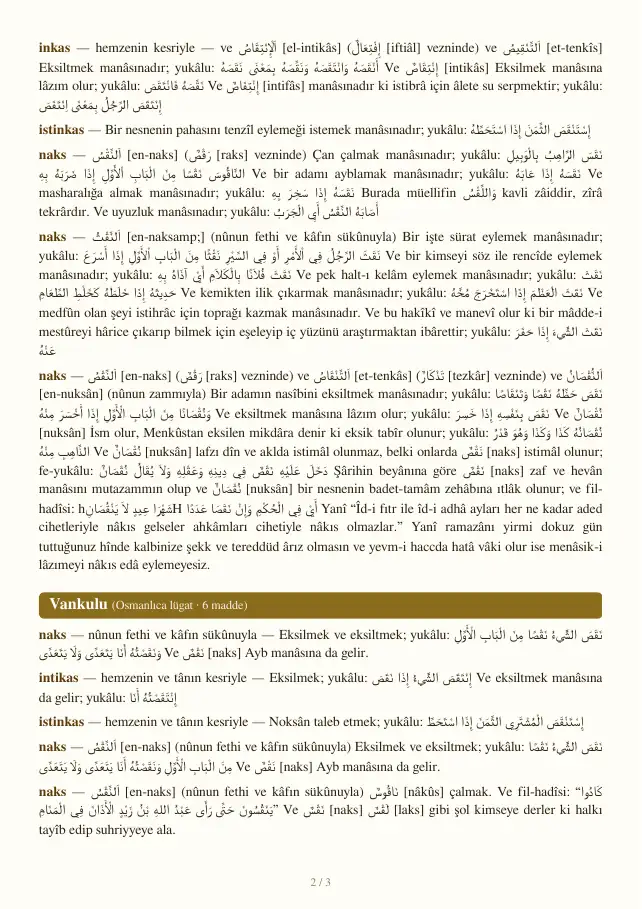 inkas — hemzenin kesriyle — ve اَلْاِنْتِقَاصُ [el-intikâs] (إِفْتِعَالٌ [iftiâl] vezninde) ve اَلتَّنْقِيصُ [et-tenkîs]
Eksiltmek manâsınadır; yukâlu: أَنْقَصَهُ وَانْتَقَصَهُ وَنَقَّصَهُ بِمَعْنَى نَقَصَهُ Ve إِنْتِقَاصٌ [intikâs] Eksilmek manâsına
lâzım olur; yukâlu: نَقَّصَهُ فَانْتَقَصَ Ve إِنْتِقَاصٌ [intifâs] manâsınadır ki istibrâ için âlete su serpmektir; yukâlu:
إِنْتَقَصَ الرَّجُلُ بِمَعْنَى اِنْتَفَصَ
istinkas — Bir nesnenin pahasını tenzîl eylemeği istemek manâsınadır; yukâlu: إِسْتَنْقَصَ الثَّمَنَ إِذَا اسْتَحَطَّهُ
naks — اَلنَّقْسُ [en-naks] (رَقْصٌ [raks] vezninde) Çan çalmak manâsınadır; yukâlu: نَقَسَ الرَّاهِبُ بِالْوَبِيلِ
النَّاقُوسَ نَقْسًا مِنَ الْبَابِ الْأَوَّلِ إِذَا ضَرَبَهُ بِهِ Ve bir adamı ayblamak manâsınadır; yukâlu: نَقَسَهُ إِذَا عَابَهُ Ve
masharalığa almak manâsınadır; yukâlu: نَقَسَهُ إِذَا سَخِرَ بِهِ Burada müellifin وَاللَّقْسُ kavli zâiddir, zîrâ
tekrârdır. Ve uyuzluk manâsınadır; yukâlu: أَصَابَهُ النَّقْسُ أَيِ الْجَرَبُ
naks — اَلنَّقْثُ [en-naksamp;] (nûnun fethi ve kâfın sükûnuyla) Bir işte sürat eylemek manâsınadır;
yukâlu: نَقَثَ الرَّجُلُ فِي الْأَمْرِ أَوْ فِي السَّيْرِ نَقْثًا مِنَ الْبَابِ الْأَوَّلِ إِذَا أَسْرَعَ Ve bir kimseyi söz ile rencîde eylemek
manâsınadır; yukâlu: نَقَثَ فُلَانًا بِالْكَلَامِ أَيْ آذَاهُ بِهِ Ve pek halt-ı kelâm eylemek manâsınadır; yukâlu: نَقَثَ
حَدِيثَهُ إِذَا خَلَطَهُ كَخَلْطِ الطَّعَامِ Ve kemikten ilik çıkarmak manâsınadır; yukâlu: نَقَثَ الْعَظْمَ إِذَا اسْتَخْرَجَ مُخَّهُ Ve
medfûn olan şeyi istihrâc için toprağı kazmak manâsınadır. Ve bu hakîkî ve manevî olur ki bir mâdde-i
mestûreyi hârice çıkarıp bilmek için eşeleyip iç yüzünü araştırmaktan ibârettir; yukâlu: نَقَثَ الشَّيْءَ إِذَا حَفَرَ
عَنْهُ
naks — اَلنَّقْصُ [en-naks] (رَقْصٌ [raks] vezninde) ve اَلتَّنْقَاصُ [et-tenkâs] (تَذْكَارٌ [tezkâr] vezninde) ve اَلنُّقْصَانُ
[en-nuksân] (nûnun zammıyla) Bir adamın nasîbini eksiltmek manâsınadır; yukâlu: نَقَصَ حَظَّهُ نَقْصًا وَتَنْقَاصًا
وَنُقْصَانًا مِنَ الْبَابِ الْأَوَّلِ إِذَا أَخْسَرَ مِنْهُ Ve eksiltmek manâsına lâzım olur; yukâlu: نَقَصَ بِنَفْسِهِ إِذَا خَسِرَ Ve نُقْصَانٌ
[nuksân] İsm olur, Menkûstan eksilen mikdâra denir ki eksik tabîr olunur; yukâlu: نُقْصَانُهُ كَذَا وَكَذَا وَهُوَ قَدْرُ
الذَّاهِبِ مِنْهُ Ve نُقْصَانٌ [nuksân] lafzı dîn ve aklda istimâl olunmaz, belki onlarda نَقْصٌ [naks] istimâl olunur;
fe-yukâlu: دَخَلَ عَلَيْهِ نَقْصٌ فِي دِينِهِ وَعَقْلِهِ وَلاَ يُقَالُ نُقْصَانٌ Şârihin beyânına göre نَقْصٌ [naks] zaf ve hevân
manâsını mutazammın olup ve نُقْصَانٌ [nuksân] bir nesnenin badet-tamâm zehâbına ıtlâk olunur; ve fil-
hadîsi: hشَهْرَا عِيدٍ لاَ يَنْقُصَانِH أَيْ فِي الْحُكْمِ وَإِنْ نَقَصَا عَدَدًا Yanî “Îd-i fıtr ile îd-i adhâ ayları her ne kadar aded
cihetleriyle nâkıs gelseler ahkâmları cihetiyle nâkıs olmazlar.” Yanî ramazânı yirmi dokuz gün
tuttuğunuz hînde kalbinize şekk ve tereddüd ârız olmasın ve yevm-i haccda hatâ vâki olur ise menâsik-i
lâzımeyi nâkıs edâ eylemeyesiz.
Vankulu (Osmanlıca lügat · 6 madde)
naks — nûnun fethi ve kâfın sükûnuyla — Eksilmek ve eksiltmek; yukâlu: نَقَصَ الشَّيْءُ نَقْصًا مِنَ الْبَابِ الْأَوَّلِ
وَنَقَصْتُهُ أَنَا يَتَعَدَّى وَلَا يَتَعَدَّى Ve نَقْصٌ [naks] Ayb manâsına da gelir.
intikas — hemzenin ve tânın kesriyle — Eksilmek; yukâlu: إِنْتَقَصَ الشَّيْءُ إِذَا نَقَصَ Ve eksiltmek manâsına
da gelir; yukâlu: إِنْتَقَصْتُهُ أَنَا
istinkas — hemzenin ve tânın kesriyle — Noksân taleb etmek; yukâlu: إِسْتَنْقَصَ الْمُشْتَرِي الثَّمَنَ إِذَا اسْتَحَطَّ
naks — اَلنَّقْصُ [en-naks] (nûnun fethi ve kâfın sükûnuyla) Eksilmek ve eksiltmek; yukâlu: نَقَصَ الشَّيْءُ نَقْصًا
مِنَ الْبَابِ الْأَوَّلِ وَنَقَصْتُهُ أَنَا يَتَعَدَّى وَلَا يَتَعَدَّى Ve نَقْصٌ [naks] Ayb manâsına da gelir.
naks — اَلنَّقْسُ [en-naks] (nûnun fethi ve kâfın sükûnuyla) نَاقُوسٌ [nâkûs] çalmak. Ve fil-hadîsi: “كَادُوا
يَنْقُسُونَ حَتَّى رَأَى عَبْدُ اللهِ بْنُ زَيْدٍ الْأَذَانَ فِي الْمَنَامِ” Ve نَقْسٌ [naks] لَقْسٌ [laks] gibi şol kimseye derler ki halkı
tayîb edip suhriyyeye ala.
2 / 3